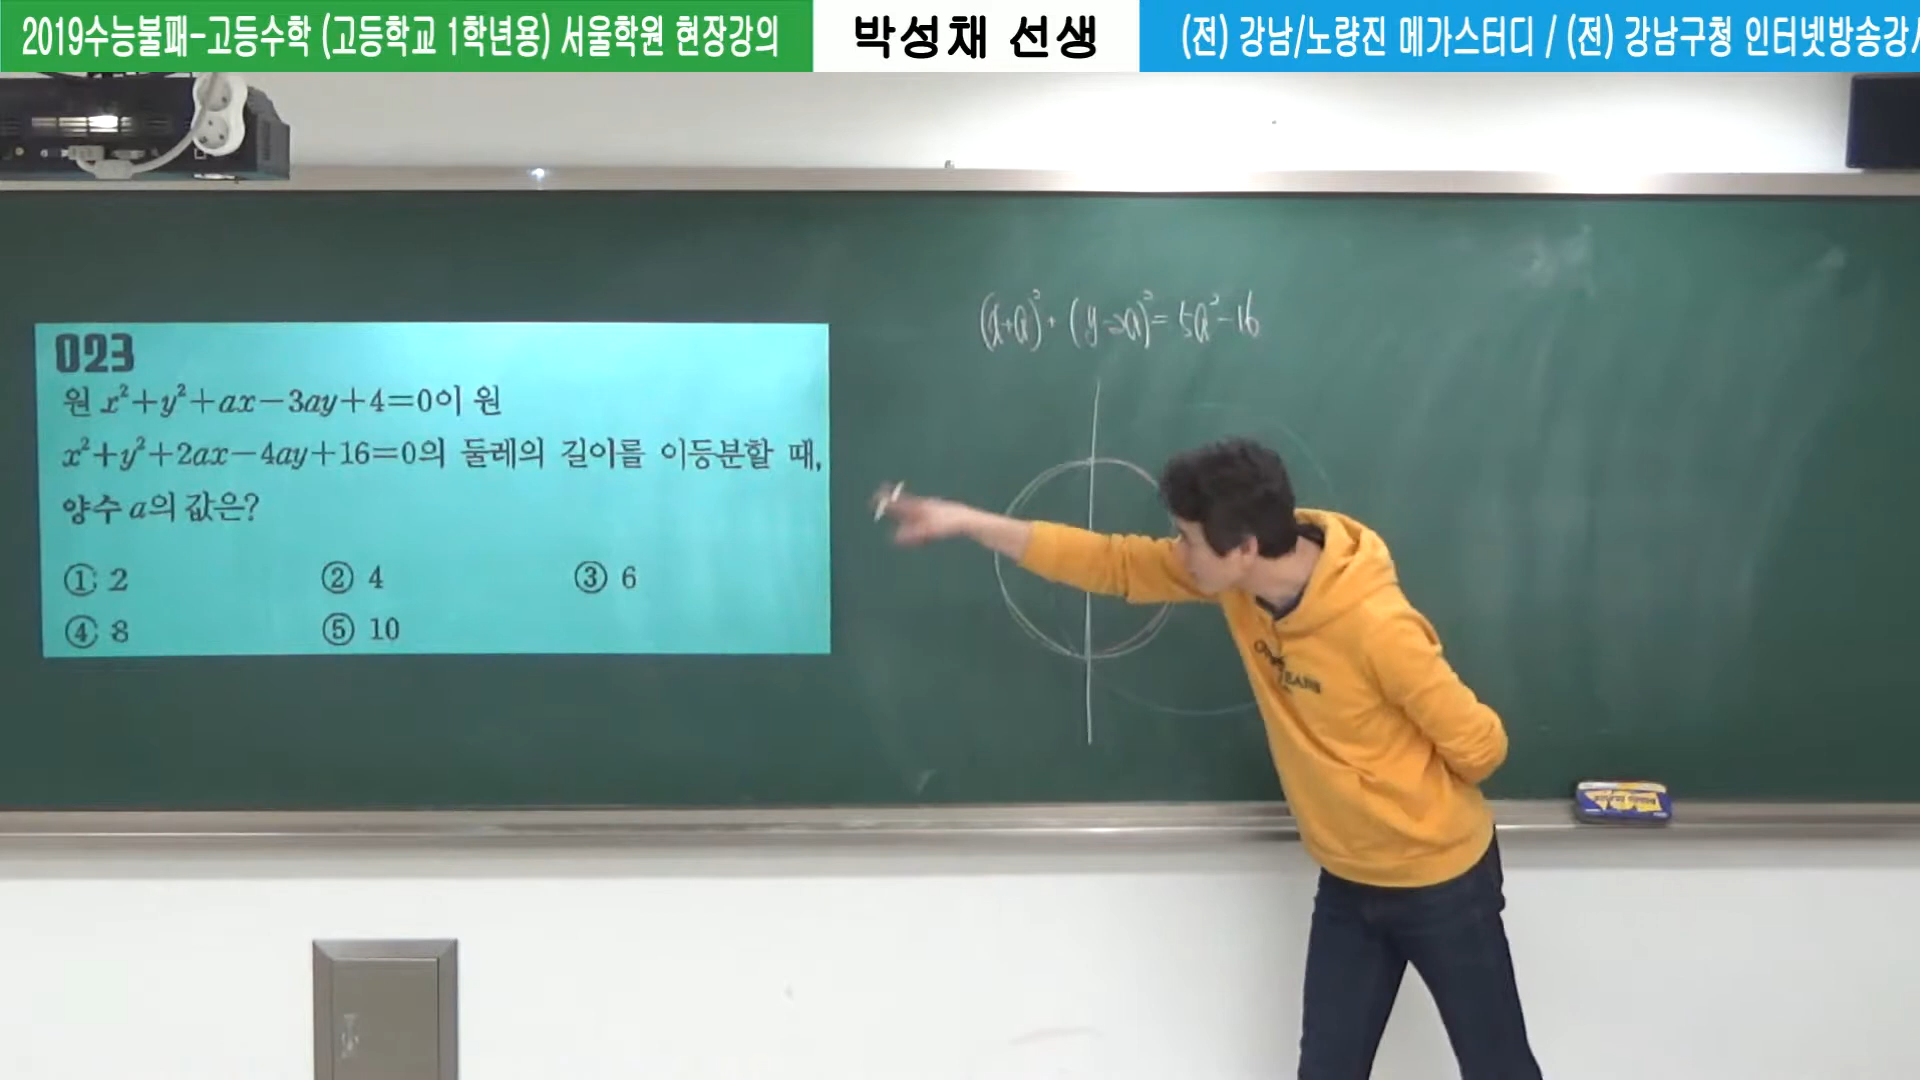 2019수능불패-고등수학 (고등학교 1학년용) 서울학원 현장강의
박성채 선생
(전) 강남/노량진 메가스터디 / (전) 강남구청 인터넷방송강사
023
원 x²+y²+ax-3ay+4=0이 원
x²+y²+2ax-4ay+16=0의 둘레의 길이를 이등분할 때,
양수 a의 값은?
① 2 ② 4 ③ 6
④ 8 ⑤ 10
(x+a)²+(y-2a)²=5a²-16